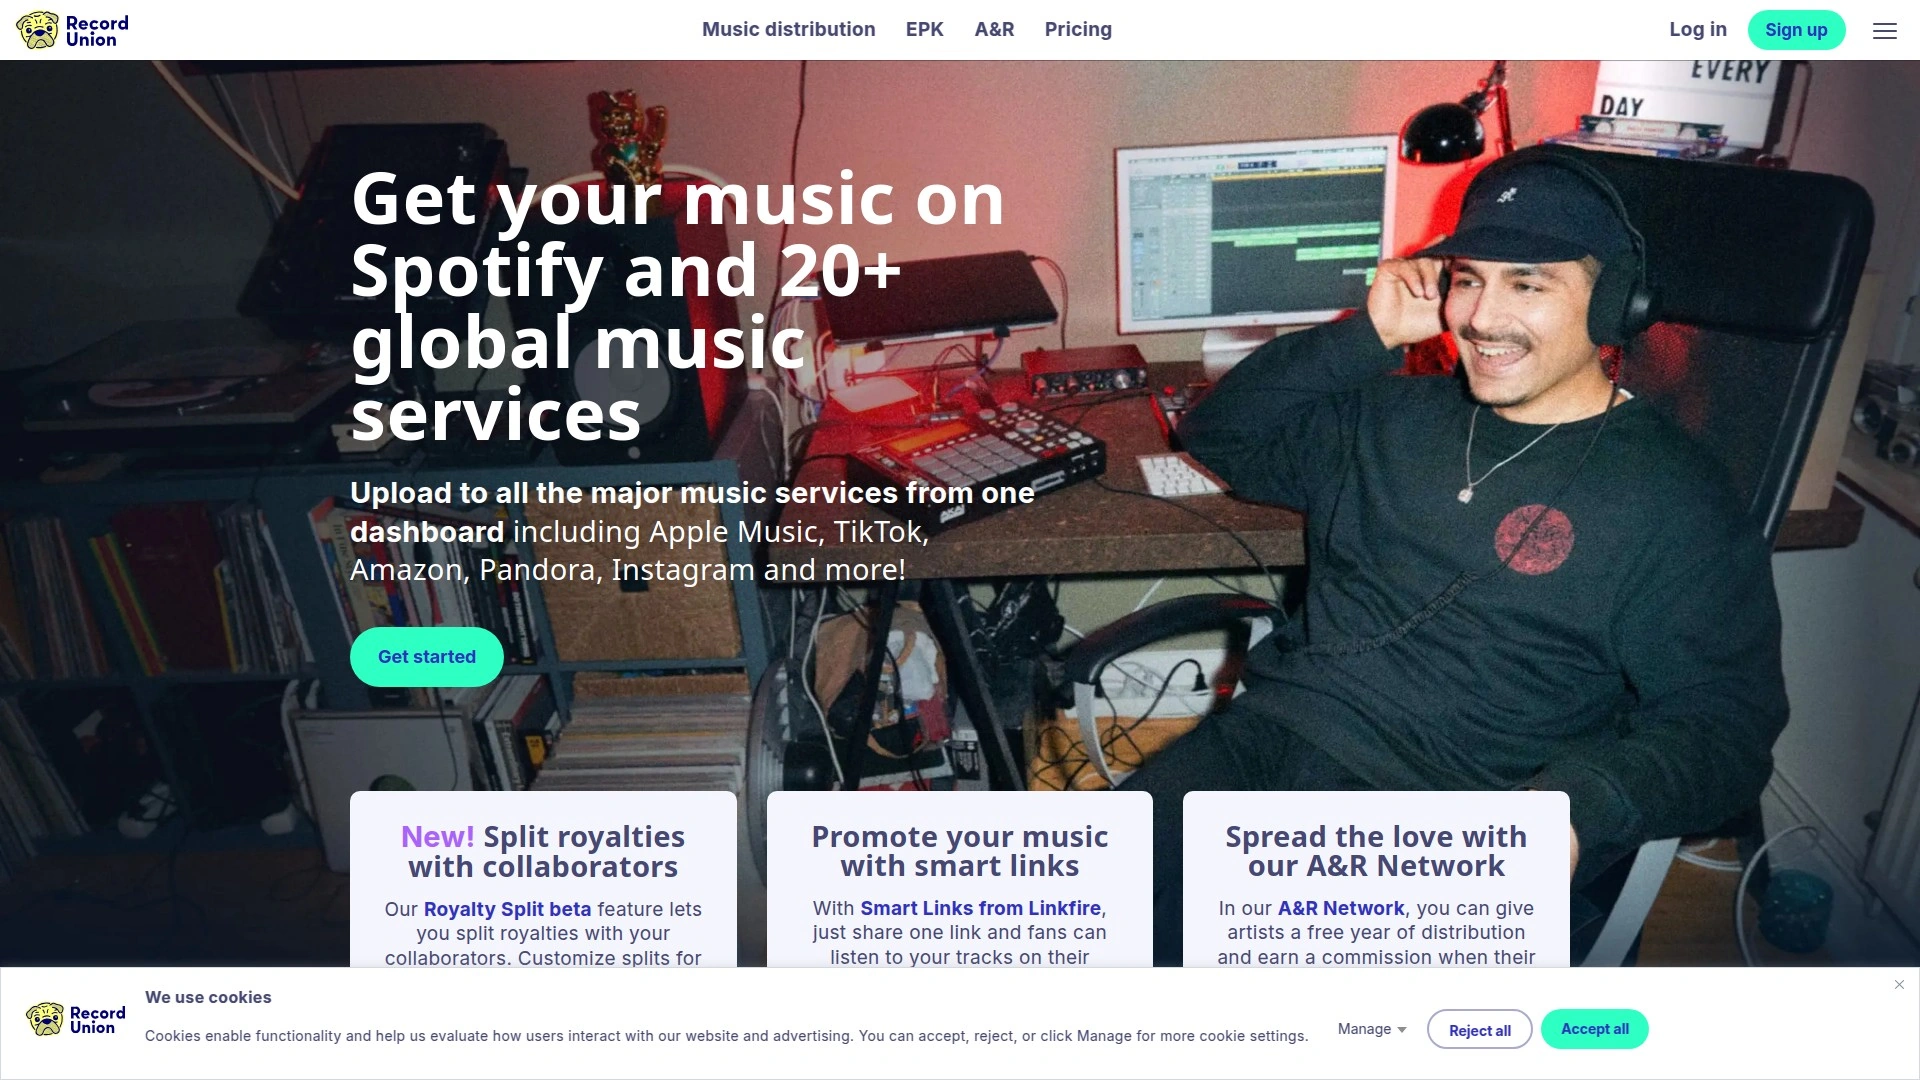 Record
Union
Music distribution
EPK
A&R
Pricing
Log in
Sign up
EVERY
DAY
Get your music on
Spotify and 20+
global music
services
Upload to all the major music services from one
dashboard including Apple Music, TikTok,
Amazon, Pandora, Instagram and more!
AKAI
Get started
New! Split royalties
with collaborators
Our Royalty Split beta feature lets
you split royalties with your
collaborators. Customize splits for
Promote your music
with smart links
With Smart Links from Linkfire,
just share one link and fans can
listen to your tracks on their
Spread the love with
our A&R Network
In our A&R Network, you can give
artists a free year of distribution
and earn a commission when their
Record
Union
We use cookies
Cookies enable functionality and help us evaluate how users interact with our website and advertising. You can accept, reject, or click Manage for more cookie settings.
Manage
Reject all
Accept all